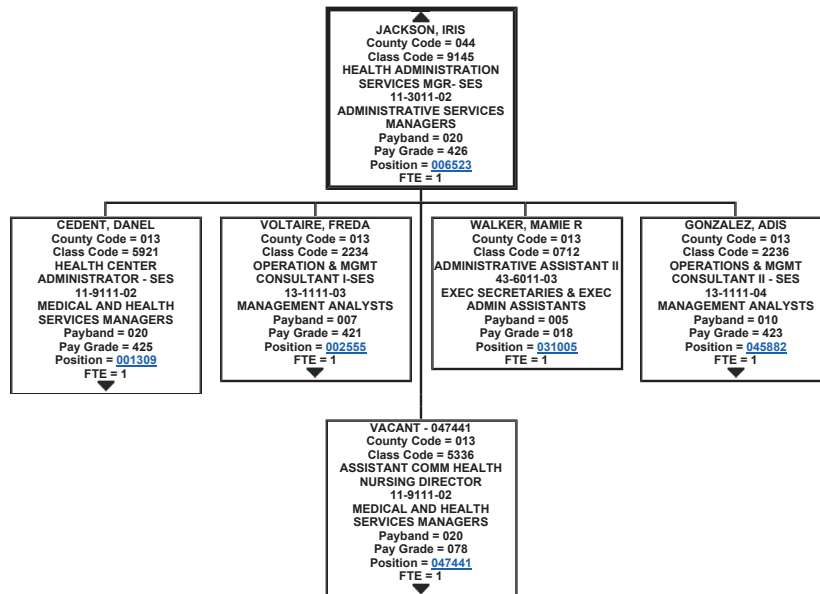 JACKSON, IRIS
County Code = 044
Class Code = 9145
HEALTH ADMINISTRATION
SERVICES MGR- SES
11-3011-02
ADMINISTRATIVE SERVICES
MANAGERS
Payband = 020
Pay Grade = 426
Position = 006523
FTE = 1
CEDENT, DANEL
County Code = 013
Class Code = 5921
HEALTH CENTER
ADMINISTRATOR - SES
11-9111-02
MEDICAL AND HEALTH
SERVICES MANAGERS
Payband = 020
Pay Grade = 425
Position = 001309
FTE = 1
VOLTAIRE, FREDA
County Code = 013
Class Code = 2234
OPERATION & MGMT
CONSULTANT I-SES
13-1111-03
MANAGEMENT ANALYSTS
Payband = 007
Pay Grade = 421
Position = 002555
FTE = 1
WALKER, MAMIE R
County Code = 013
Class Code = 0712
ADMINISTRATIVE ASSISTANT II
43-6011-03
EXEC SECRETARIES & EXEC
ADMIN ASSISTANTS
Payband = 005
Pay Grade = 018
Position = 031005
FTE = 1
GONZALEZ, ADIS
County Code = 013
Class Code = 2236
OPERATIONS & MGMT
CONSULTANT II - SES
13-1111-04
MANAGEMENT ANALYSTS
Payband = 010
Pay Grade = 423
Position = 045882
FTE = 1
VACANT - 047441
County Code = 013
Class Code = 5336
ASSISTANT COMM HEALTH
NURSING DIRECTOR
11-9111-02
MEDICAL AND HEALTH
SERVICES MANAGERS
Payband = 020
Pay Grade = 078
Position = 047441
FTE = 1